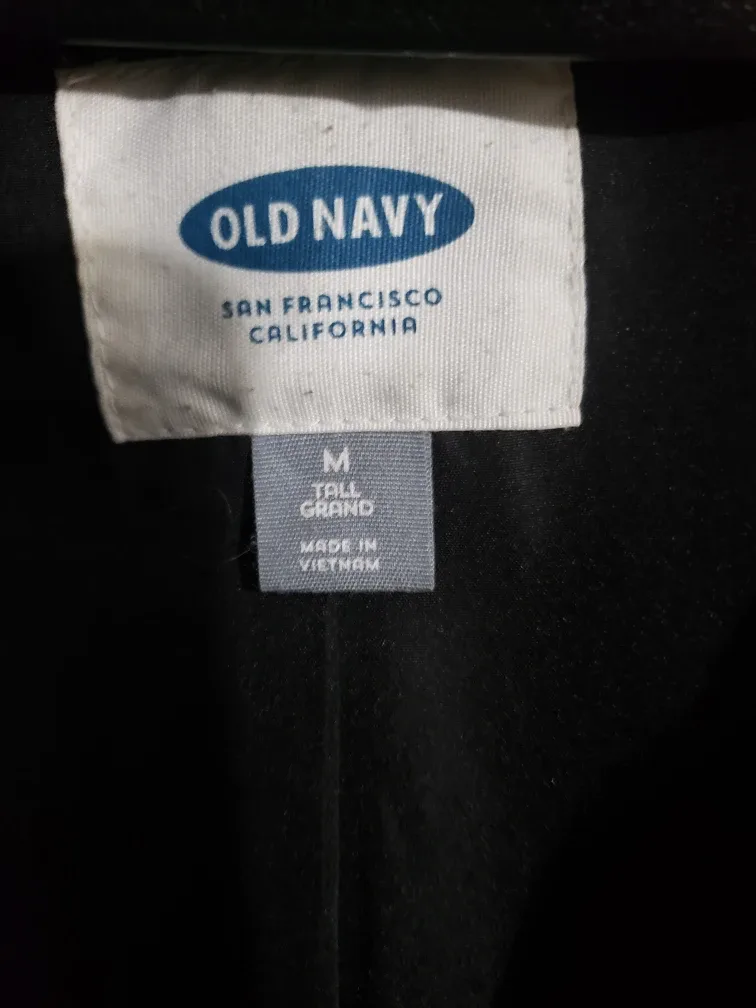 OLD NAVY
SAN FRANCISCO
CALIFORNIA
M
TALL
GRAND
MADE IN
VIETNAM